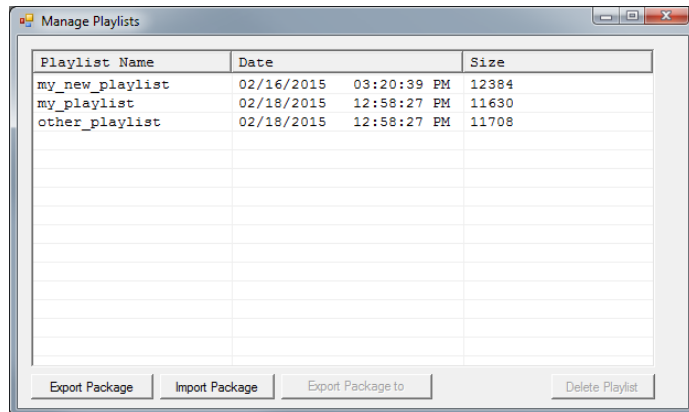 Manage Playlists
Playlist Name Date Size
my_new_playlist 02/16/2015 03:20:39 PM 12384
my_playlist 02/18/2015 12:58:27 PM 11630
other_playlist 02/18/2015 12:58:27 PM 11708
Export Package Import Package Export Package to Delete Playlist